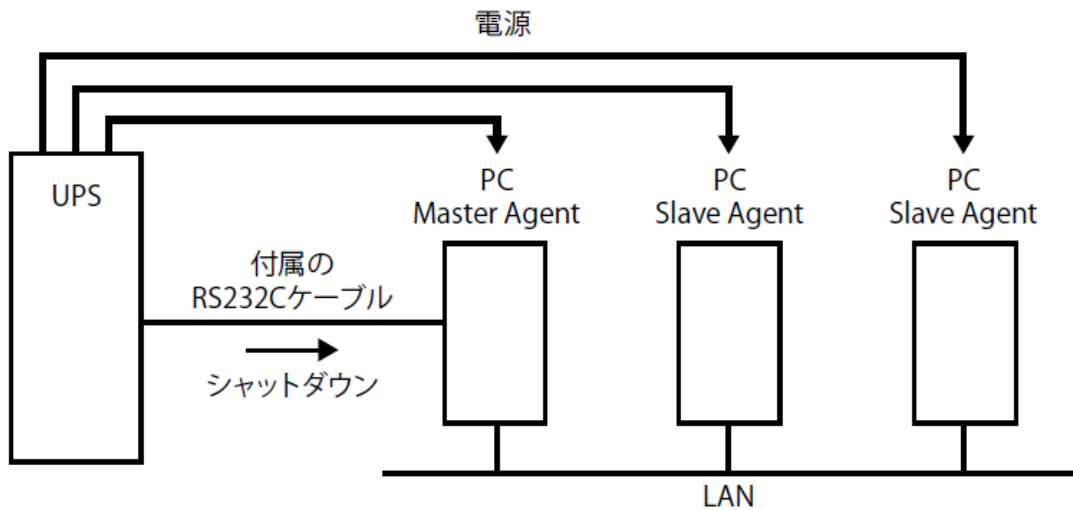 電源
UPS
PC
Master Agent
PC
Slave Agent
PC
Slave Agent
付属の
RS232Cケーブル
シャットダウン
LAN